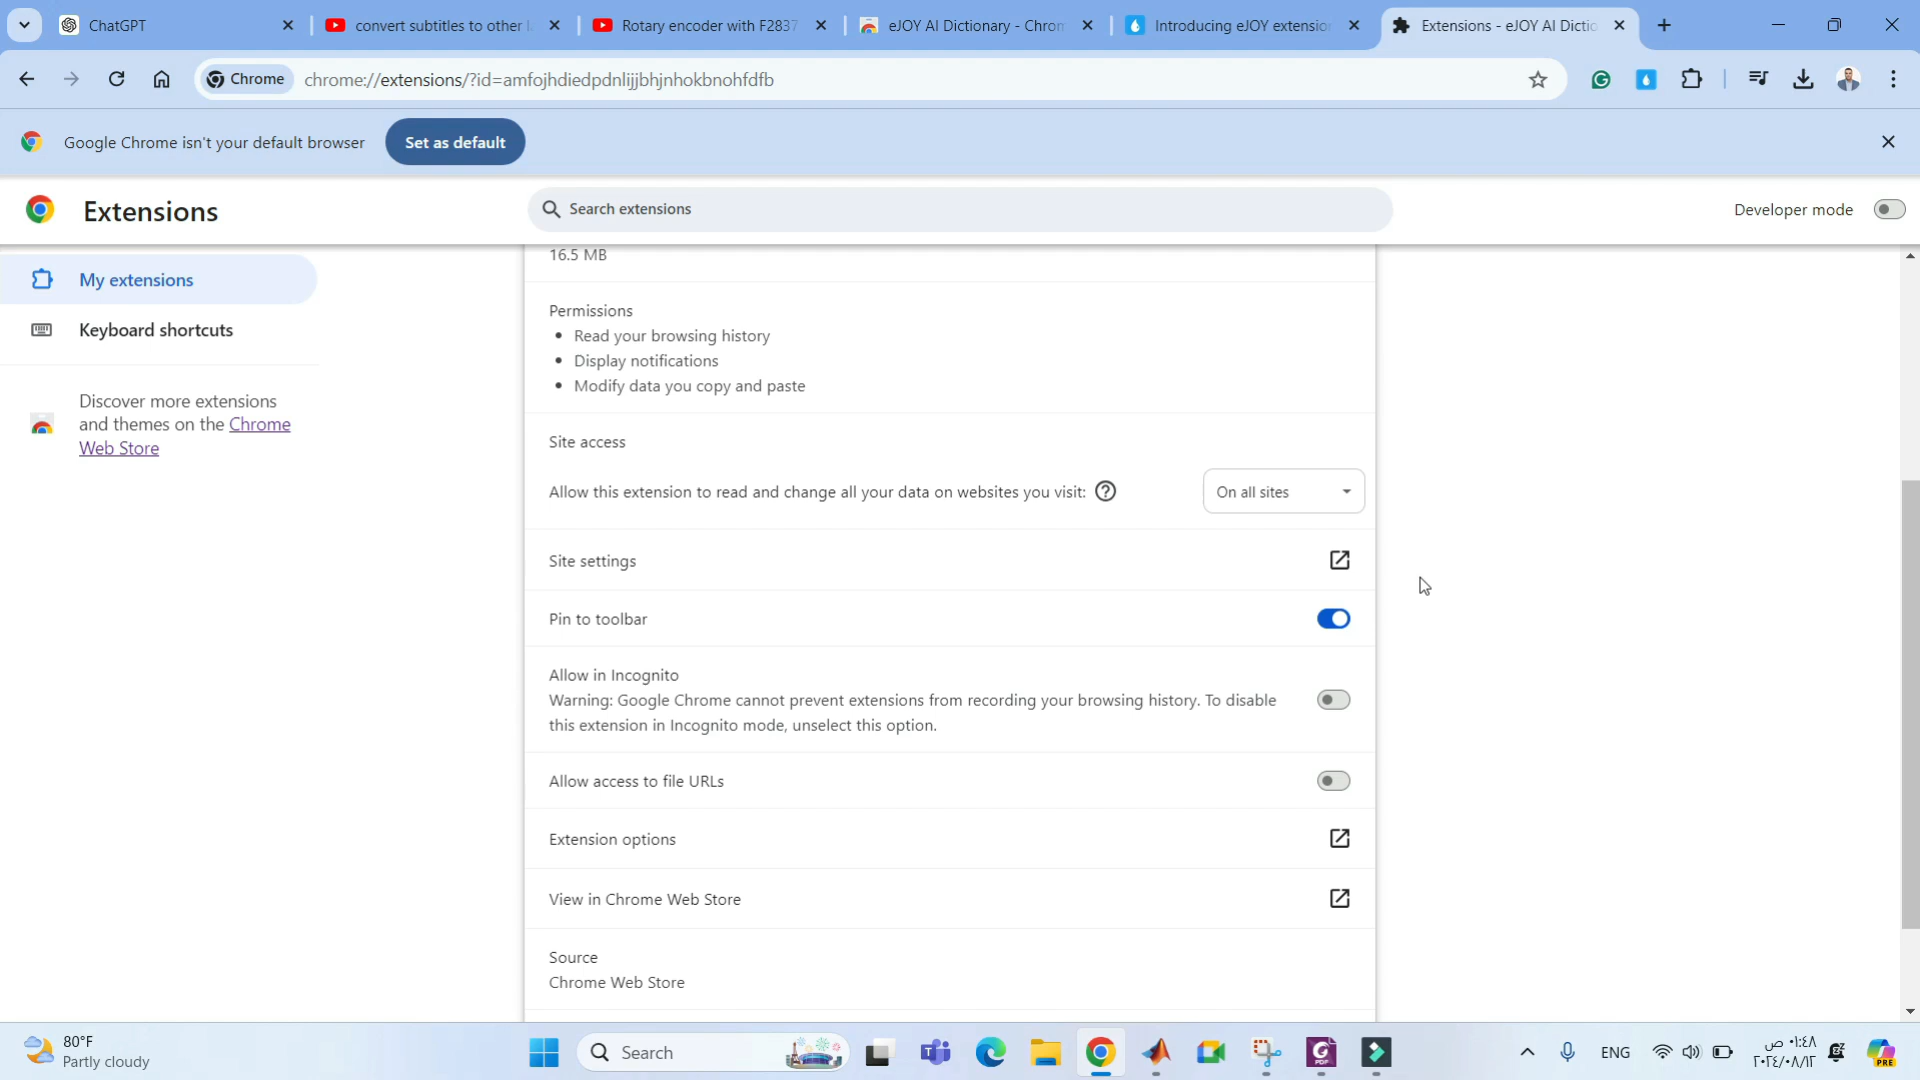 ChatGPT
convert subtitles to other l
Rotary encoder with F2837
eJOY AI Dictionary - Chrom
Introducing eJOY extension
Extensions - eJOY AI Dictio
Chrome
chrome://extensions/?id=amfojhdiedpdnlijjbhjnhokbnohfdfb
Google Chrome isn't your default browser
Set as default
Extensions
Search extensions
Developer mode
My extensions
Keyboard shortcuts
Discover more extensions
and themes on the Chrome
Web Store
16.5 MB
Permissions
• Read your browsing history
• Display notifications
• Modify data you copy and paste
Site access
Allow this extension to read and change all your data on websites you visit:
On all sites
Site settings
Pin to toolbar
Allow in Incognito
Warning: Google Chrome cannot prevent extensions from recording your browsing history. To disable
this extension in Incognito mode, unselect this option.
Allow access to file URLs
Extension options
View in Chrome Web Store
Source
Chrome Web Store
80°F
Partly cloudy
Search
ENG
٠١:٤٨ ص
٢٠٢٤/٠٨/١٢
PRE